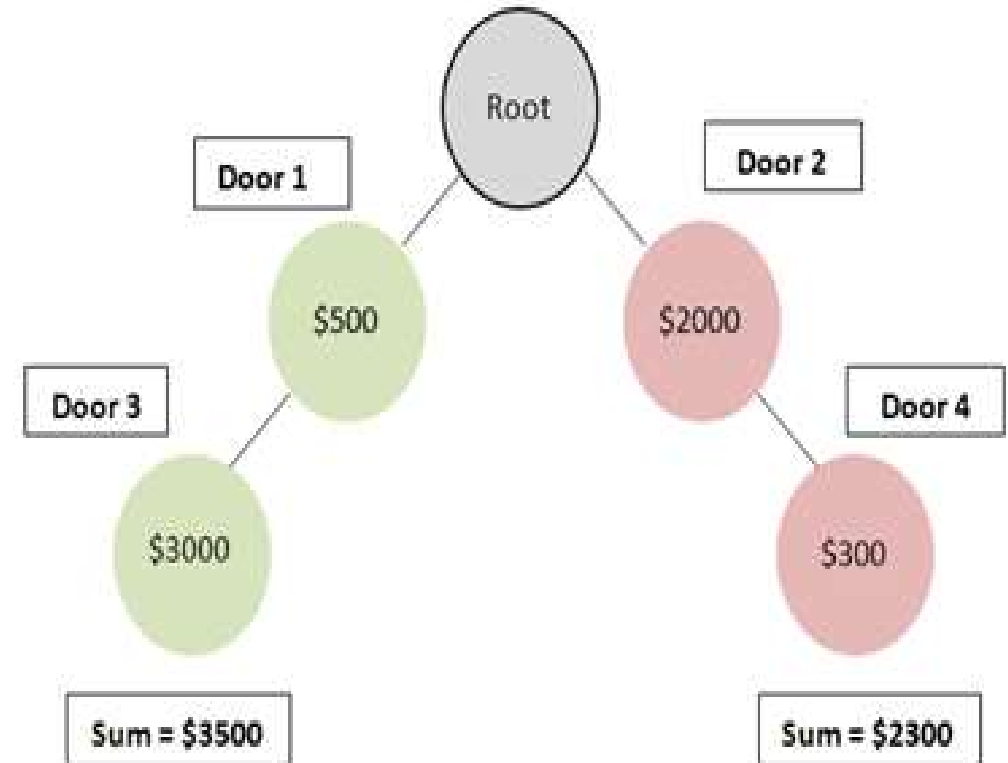 Root
Door 1
Door 2
$500
$2000
Door 3
Door 4
$3000
$300
Sum = $3500
Sum = $2300